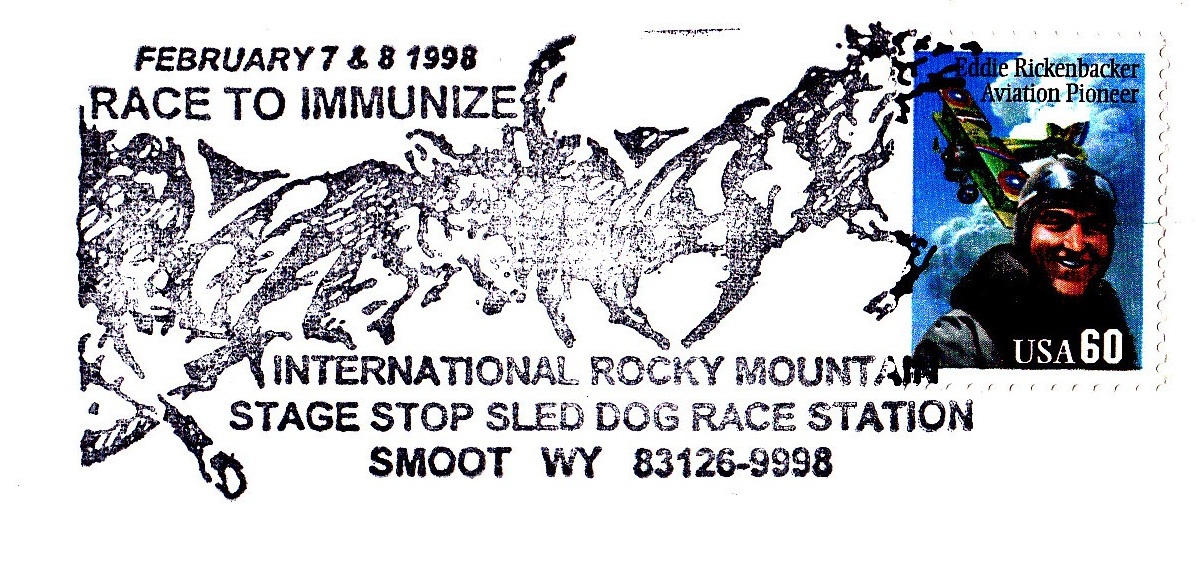 FEBRUARY 7 & 8 1998
RACE TO IMMUNIZE
Eddie Rickenbacker
Aviation Pioneer
USA 60
INTERNATIONAL ROCKY MOUNTAIN
STAGE STOP SLED DOG RACE STATION
SMOOT WY 83126-9998